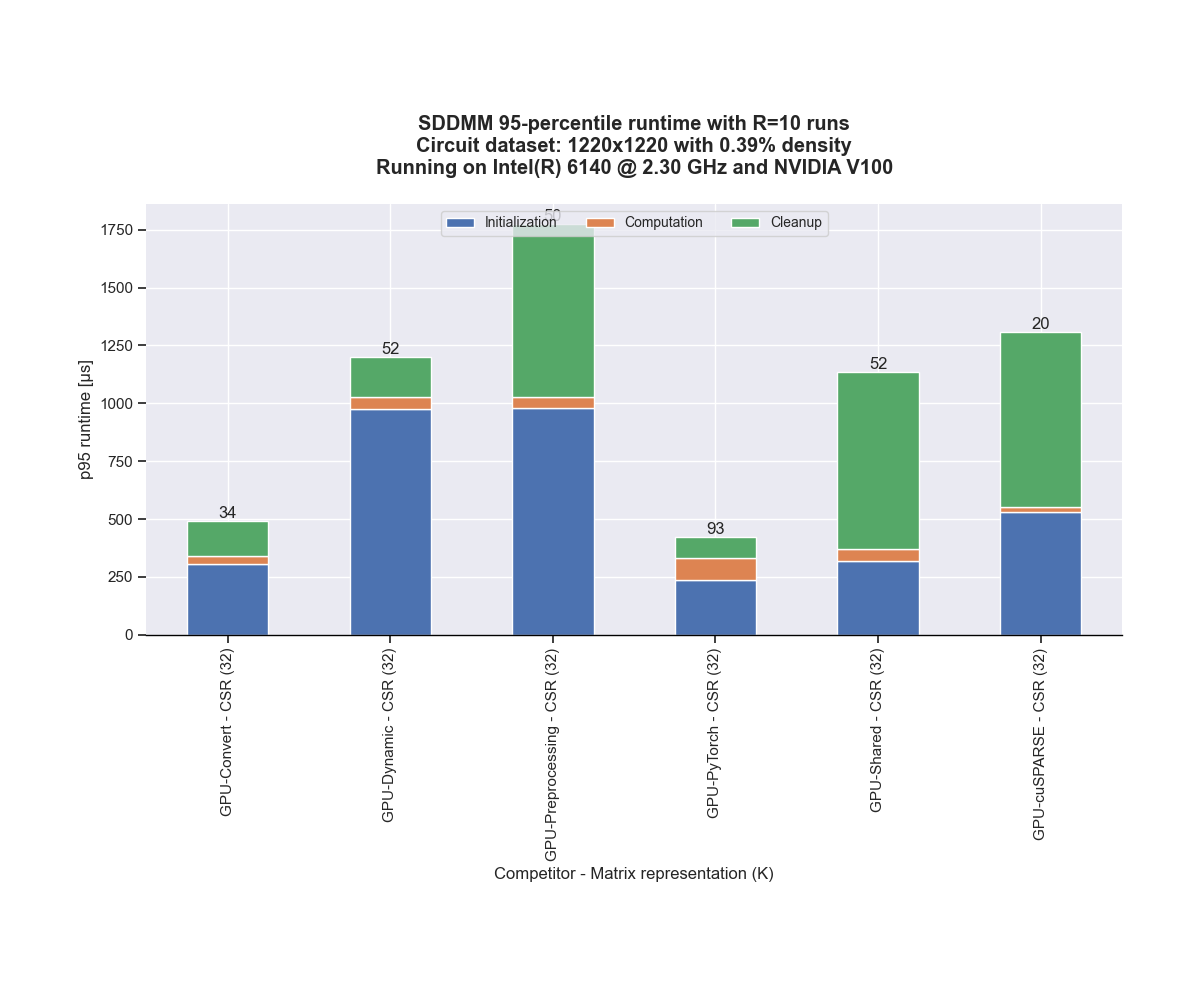 SDDMM 95-percentile runtime with R=10 runs
Circuit dataset: 1220x1220 with 0.39% density
Running on Intel(R) 6140 @ 2.30 GHz and NVIDIA V100
Initialization Computation Cleanup
50
1750
1500
1250
1000
750
500
250
0
p95 runtime [µs]
34
52
93
52
20
GPU-Convert - CSR (32)
GPU-Dynamic - CSR (32)
GPU-Preprocessing - CSR (32)
GPU-PyTorch - CSR (32)
GPU-Shared - CSR (32)
GPU-cuSPARSE - CSR (32)
Competitor - Matrix representation (K)